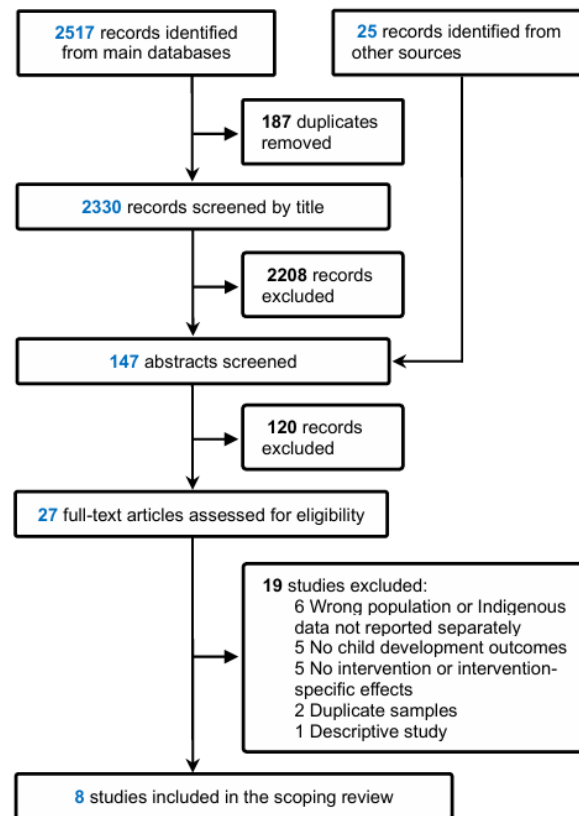 2517 records identified
from main databases
25 records identified from
other sources
187 duplicates
removed
2330 records screened by title
2208 records
excluded
147 abstracts screened
120 records
excluded
27 full-text articles assessed for eligibility
19 studies excluded:
6 Wrong population or Indigenous
data not reported separately
5 No child development outcomes
5 No intervention or intervention-
specific effects
2 Duplicate samples
1 Descriptive study
8 studies included in the scoping review